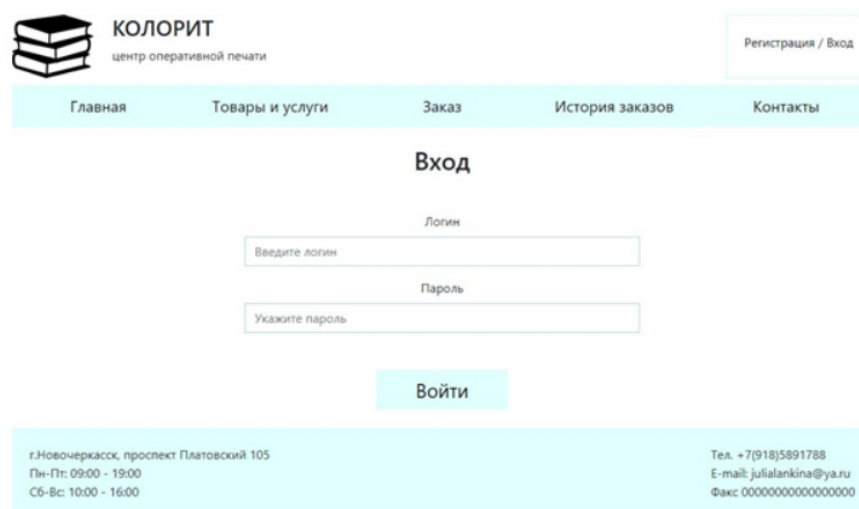 КОЛОРИТ
центр оперативной печати
Регистрация / Вход
Главная Товары и услуги Заказ История заказов Контакты
Вход
Логин
Введите логин
Пароль
Укажите пароль
Войти
г.Новочеркасск, проспект Платовский 105
Пн-Пт: 09:00 - 19:00
Сб-Вс: 10:00 - 16:00
Тел. +7(918)5891788
E-mail: julialankina@ya.ru
Факс 00000000000000000